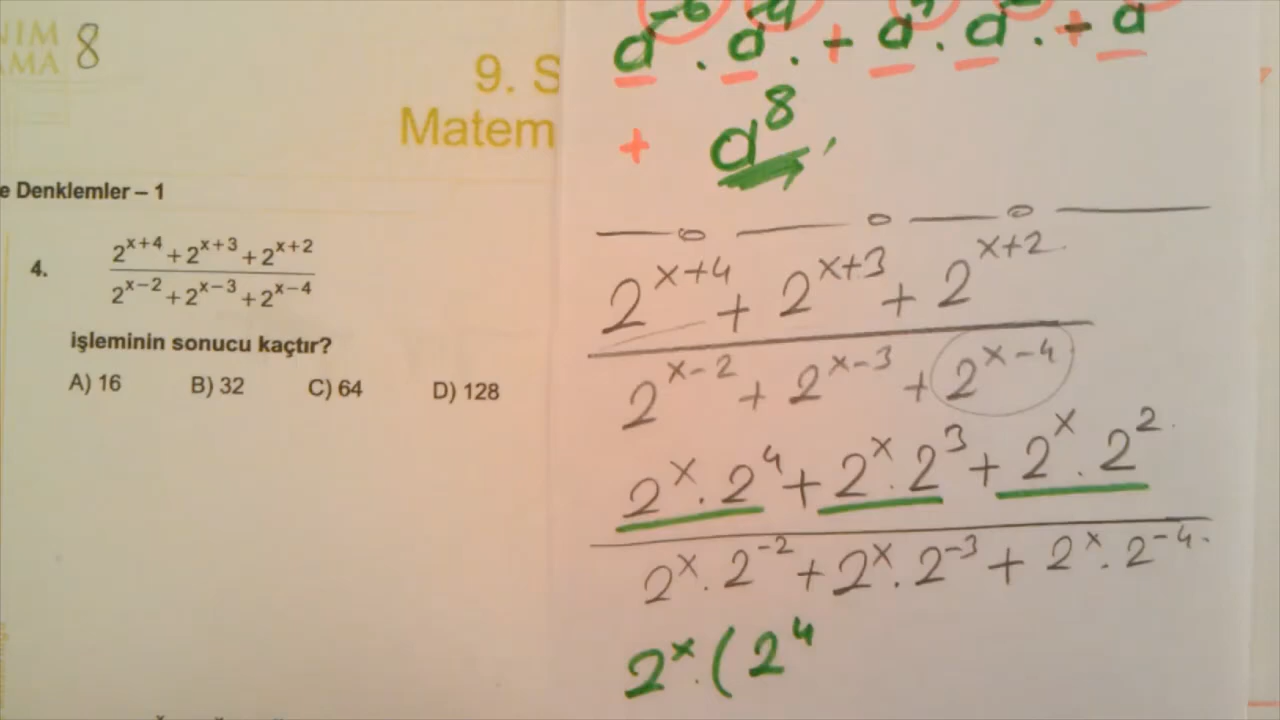 NIM
AMA 8
9. S
Matem
e Denklemler – 1
4. 2^{x+4} + 2^{x+3} + 2^{x+2}
2^{x−2} + 2^{x−3} + 2^{x−4}
işleminin sonucu kaçtır?
A) 16 B) 32 C) 64 D) 128
+ a^8
2^{x+4} + 2^{x+3} + 2^{x+2}
2^{x−2} + 2^{x−3} + 2^{x−4}
2^x . 2^4 + 2^x . 2^3 + 2^x . 2^2
2^x . 2^{−2} + 2^x . 2^{−3} + 2^x . 2^{−4}
2^x . ( 2^4